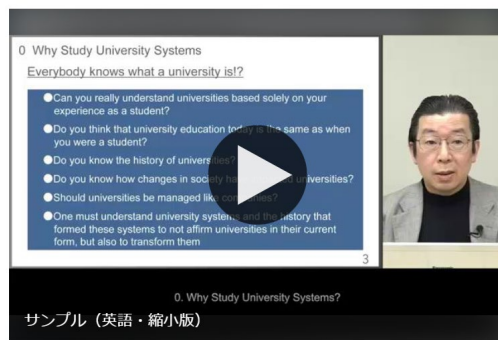 0 Why Study University Systems
Everybody knows what a university is!?
●Can you really understand universities based solely on your
experience as a student?
●Do you think that university education today is the same as when
you were a student?
●Do you know the history of universities?
●Do you know how changes in society universities?
●Should universities be managed like
●One must understand university systems and the history that
formed these systems to not affirm universities in their current
form, but also to transform them
3
0. Why Study University Systems?
サンプル（英語・縮小版）